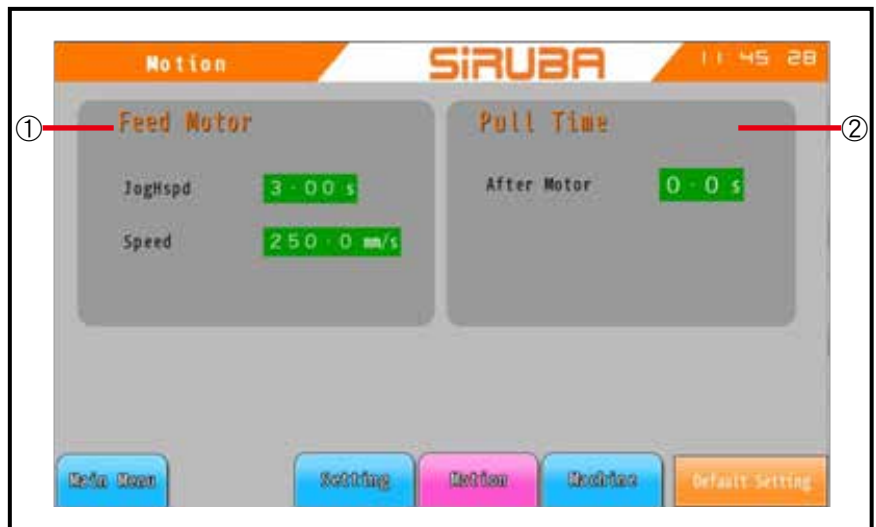 Motion SiRUBA 11 45 28
① Feed Motor
Pull Time ②
JogHspd 3.00 s
After Motor 0.0 s
Speed 250.0 mm/s
Main Menu Setting Motion Machine Default Setting